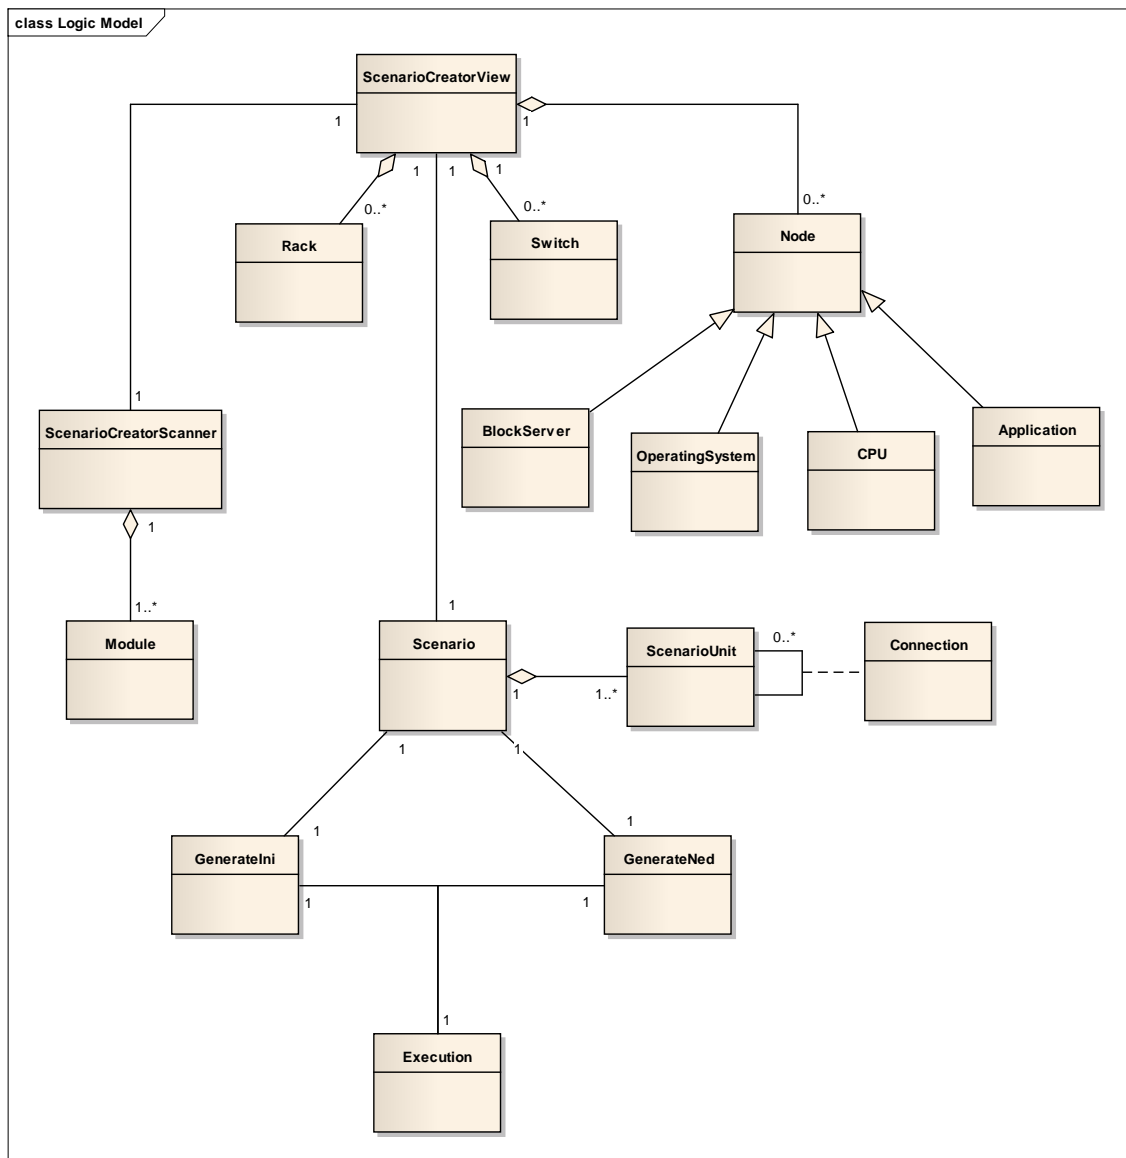 class Logic Model
ScenarioCreatorView
1
1
1
1
1
0..*
0..*
0..*
Rack
Switch
Node
1
ScenarioCreatorScanner
BlockServer
OperatingSystem
CPU
Application
1
1..*
1
Module
Scenario
ScenarioUnit
0..*
Connection
1
1..*
1
1
1
1
GenerateIni
GenerateNed
1
1
1
Execution